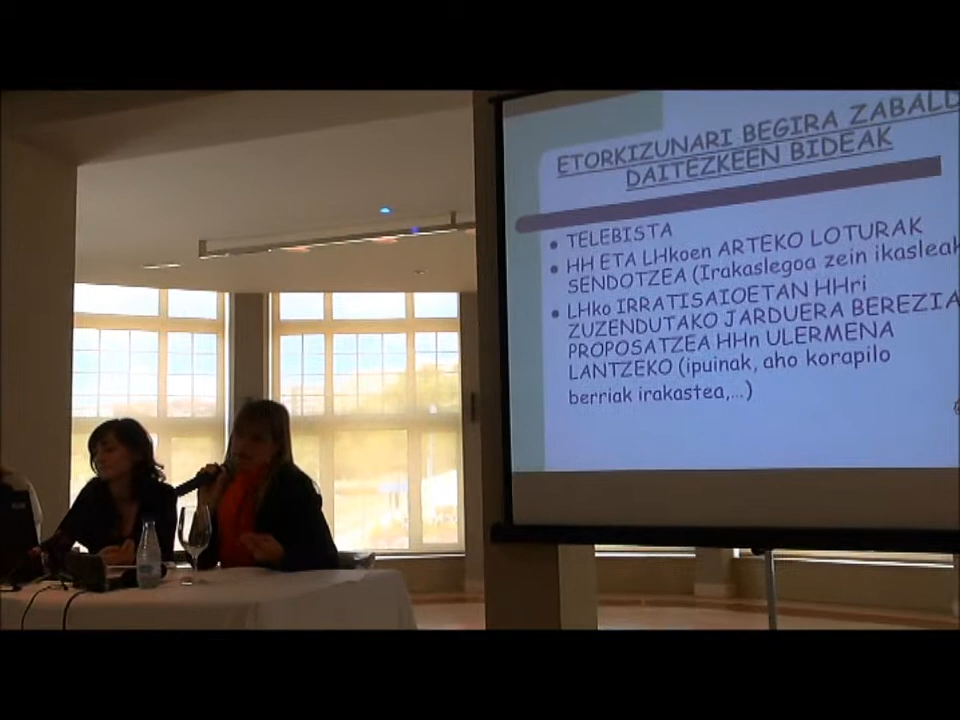 ETORKIZUNARI BEGIRA ZABALD
DAITEZKEEN BIDEAK
• TELEBISTA
• HH ETA LHkoen ARTEKO LOTURAK
SENDOTZEA (Irakaslegoa zein ikasleak
• LHko IRRATISAIOETAN HHri
ZUZENDUTAKO JARDUERA BEREZIA
PROPOSATZEA HHn ULERMENA
LANTZEKO (ipuinak, aho korapilo
berriak irakastea,...)